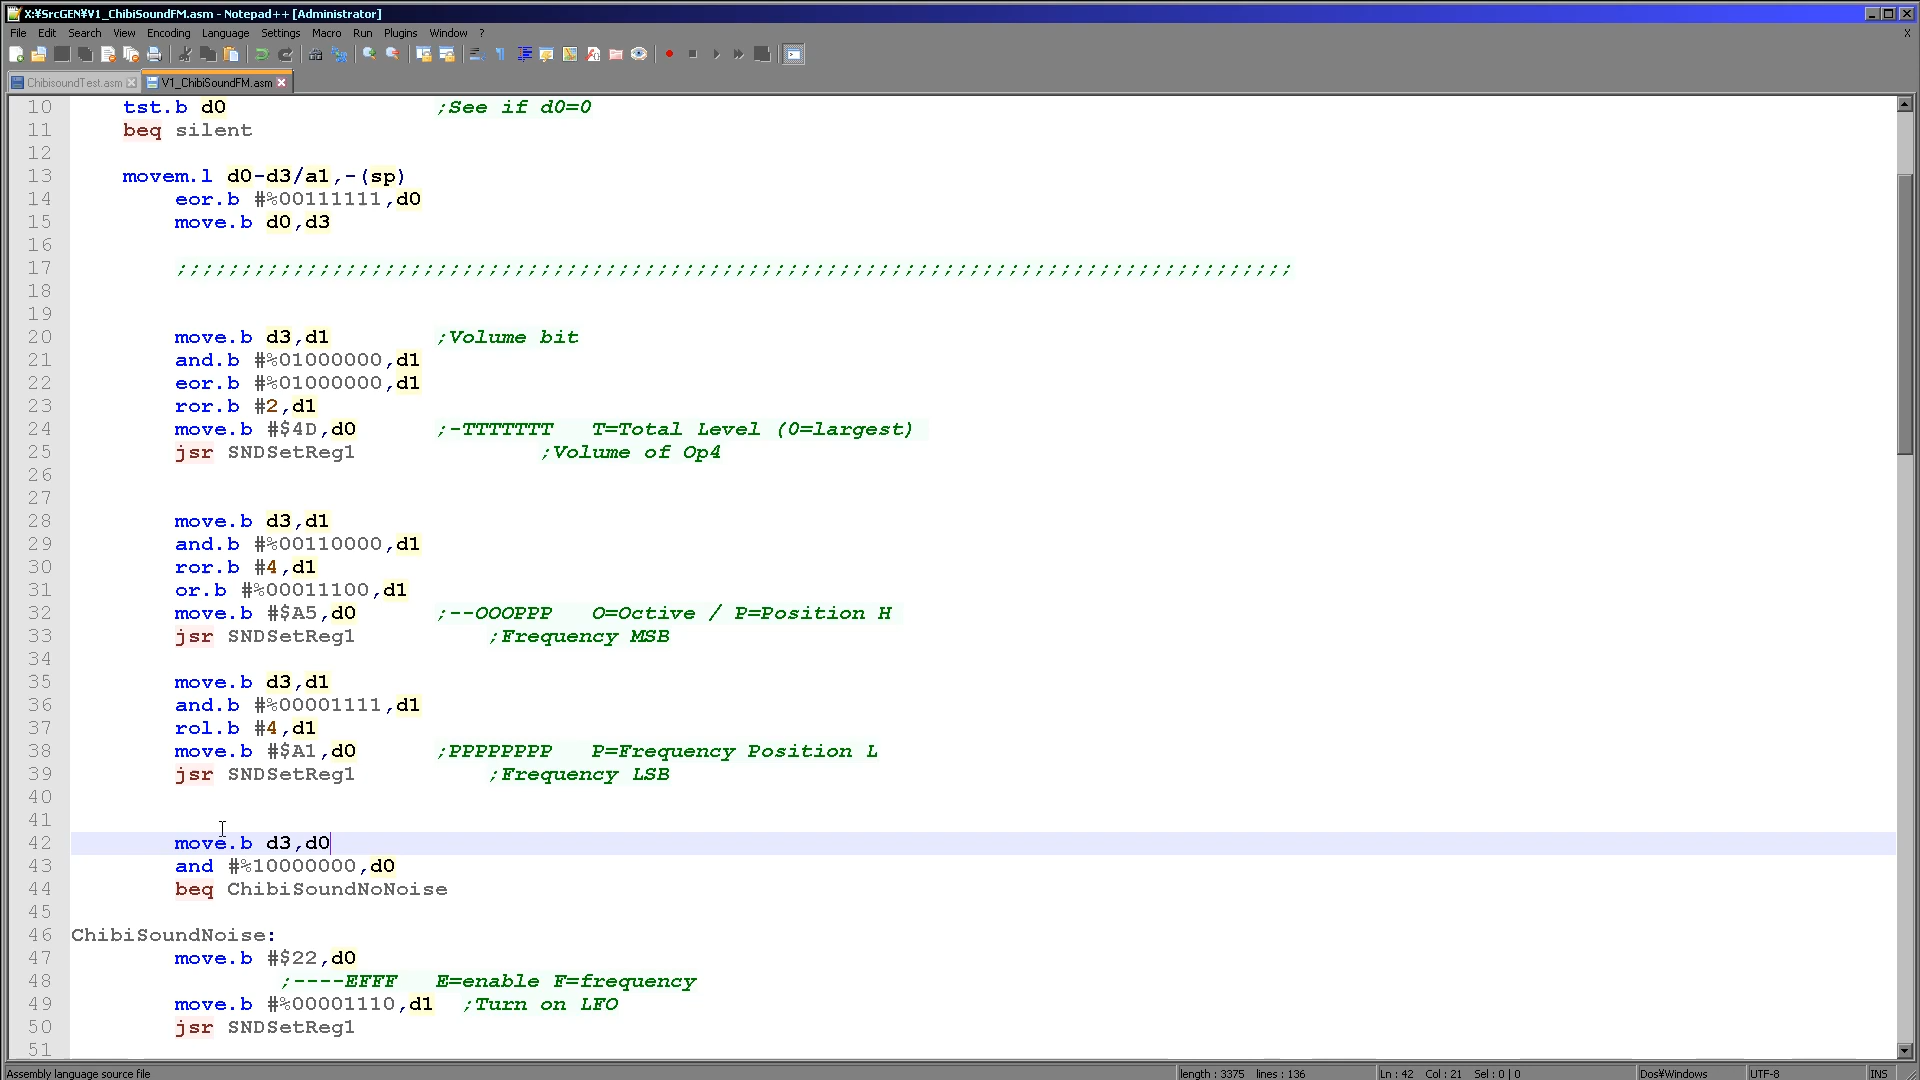 X:¥SrcGEN¥V1_ChibiSoundFM.asm - Notepad++ [Administrator]
File Edit Search View Encoding Language Settings Macro Run Plugins Window ? X
ChibisoundTest.asm V1_ChibiSoundFM.asm
10 tst.b d0 ;See if d0=0
11 beq silent
12
13 movem.l d0-d3/a1,-(sp)
14 eor.b #%00111111,d0
15 move.b d0,d3
16
17 ;;;;;;;;;;;;;;;;;;;;;;;;;;;;;;;;;;;;;;;;;;;;;;;;;;;;;;;;;;;;;;;;;;;;;;;;;;;;;;;;;;;;;;
18
19
20 move.b d3,d1 ;Volume bit
21 and.b #%01000000,d1
22 eor.b #%01000000,d1
23 ror.b #2,d1
24 move.b #$4D,d0 ;-TTTTTTT T=Total Level (0=largest)
25 jsr SNDSetReg1 ;Volume of Op4
26
27
28 move.b d3,d1
29 and.b #%00110000,d1
30 ror.b #4,d1
31 or.b #%00011100,d1
32 move.b #$A5,d0 ;--OOOPPP O=Octive / P=Position H
33 jsr SNDSetReg1 ;Frequency MSB
34
35 move.b d3,d1
36 and.b #%00001111,d1
37 rol.b #4,d1
38 move.b #$A1,d0 ;PPPPPPPP P=Frequency Position L
39 jsr SNDSetReg1 ;Frequency LSB
40
41
42 move.b d3,d0
43 and #%10000000,d0
44 beq ChibiSoundNoNoise
45
46 ChibiSoundNoise:
47 move.b #$22,d0
48 ;----EFFF E=enable F=frequency
49 move.b #%00001110,d1 ;Turn on LFO
50 jsr SNDSetReg1
51
Assembly language source file length : 3375 lines : 136 Ln : 42 Col : 21 Sel : 0 | 0 Dos¥Windows UTF-8 INS